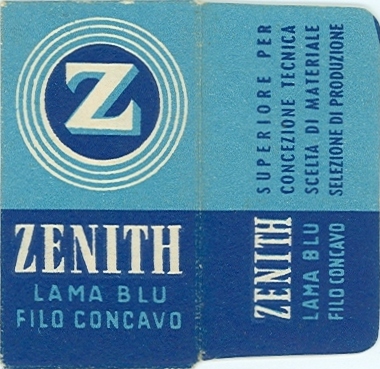 Z
ZENITH
LAMA BLU
FILO CONCAVO
SUPERIORE PER
CONCEZIONE TECNICA
SCELTA DI MATERIALE
SELEZIONE DI PRODUZIONE
ZENITH
LAMA BLU
FILO CONCAVO